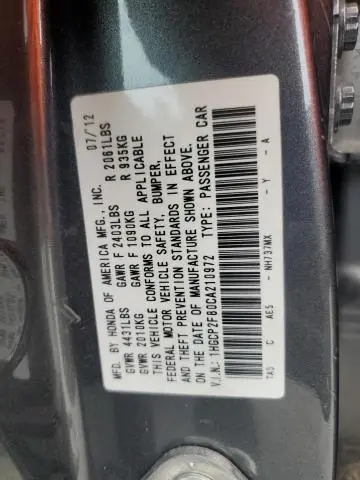 MFD. BY HONDA OF AMERICA MFG., INC. 07/12
GVWR 4431LBS GAWR F 2403LBS R 2061LBS
GVWR 2010KG GAWR F 1090KG R 935KG
THIS VEHICLE CONFORMS TO ALL APPLICABLE
FEDERAL MOTOR VEHICLE SAFETY, BUMPER,
AND THEFT PREVENTION STANDARDS IN EFFECT
ON THE DATE OF MANUFACTURE SHOWN ABOVE.
V.I.N.: 1HGCP2F80CA210972 TYPE: PASSENGER CAR
TA5 C AE5 - NH737MX - Y - A